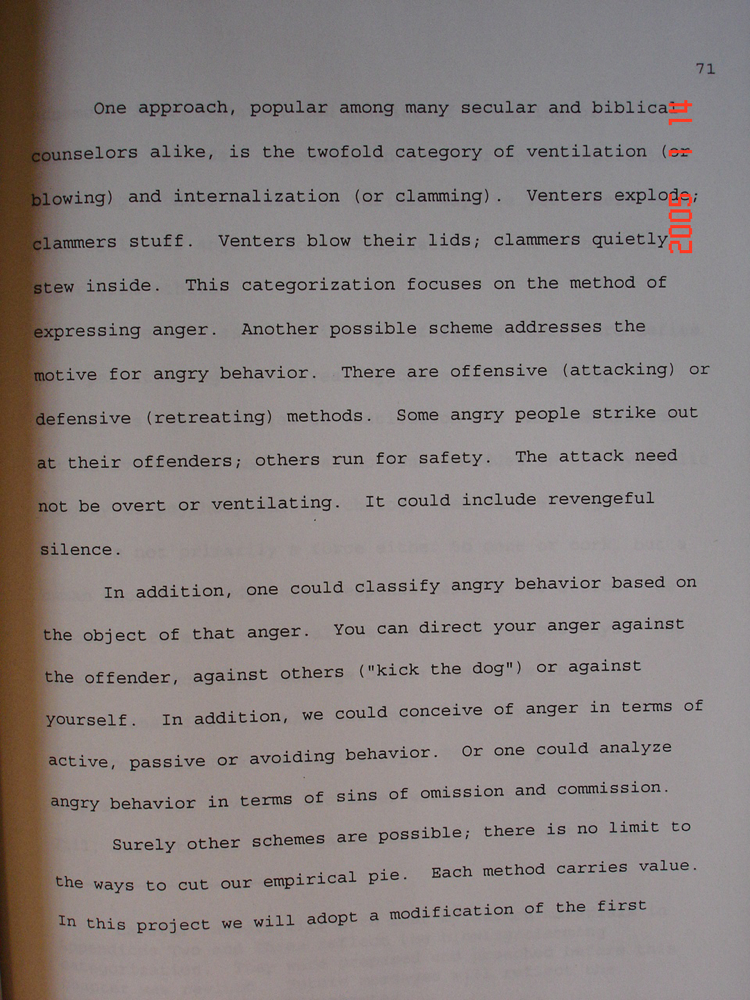 71
One approach, popular among many secular and biblical
counselors alike, is the twofold category of ventilation (or
blowing) and internalization (or clamming).  Venters explode;
clammers stuff.  Venters blow their lids; clammers quietly
stew inside.  This categorization focuses on the method of
expressing anger.  Another possible scheme addresses the
motive for angry behavior.  There are offensive (attacking) or
defensive (retreating) methods.  Some angry people strike out
at their offenders; others run for safety.  The attack need
not be overt or ventilating.  It could include revengeful
silence.
In addition, one could classify angry behavior based on
the object of that anger.  You can direct your anger against
the offender, against others ("kick the dog") or against
yourself.  In addition, we could conceive of anger in terms of
active, passive or avoiding behavior.  Or one could analyze
angry behavior in terms of sins of omission and commission.
Surely other schemes are possible; there is no limit to
the ways to cut our empirical pie.  Each method carries value.
In this project we will adopt a modification of the first
2009 1 14